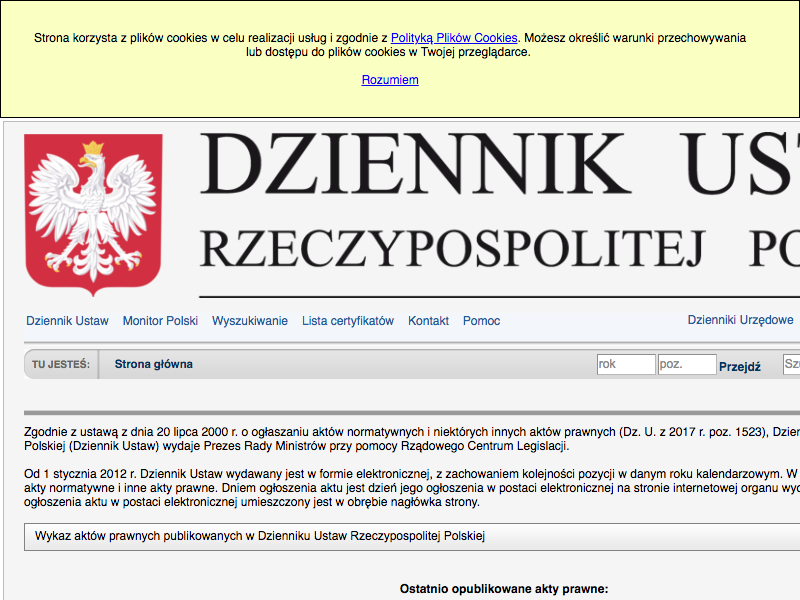 Strona korzysta z plików cookies w celu realizacji usług i zgodnie z Polityką Plików Cookies. Możesz określić warunki przechowywania
lub dostępu do plików cookies w Twojej przeglądarce.
Rozumiem
DZIENNIK
RZECZYPOSPOLITEJ
Dziennik Ustaw Monitor Polski Wyszukiwanie Lista certyfikatów Kontakt Pomoc Dzienniki Urzędowe
TU JESTEŚ: Strona główna rok poz. Przejdź
Zgodnie z ustawą z dnia 20 lipca 2000 r. o ogłaszaniu aktów normatywnych i niektórych innych aktów prawnych (Dz. U. z 2017 r. poz. 1523),
Polskiej (Dziennik Ustaw) wydaje Prezes Rady Ministrów przy pomocy Rządowego Centrum Legislacji.
Od 1 stycznia 2012 r. Dziennik Ustaw wydawany jest w formie elektronicznej, z zachowaniem kolejności pozycji w danym roku kalendarzowym. W
akty normatywne i inne akty prawne. Dniem ogłoszenia aktu jest dzień jego ogłoszenia w postaci elektronicznej na stronie internetowej organu
ogłoszenia aktu w postaci elektronicznej umieszczony jest w obrębie nagłówka strony.
Wykaz aktów prawnych publikowanych w Dzienniku Ustaw Rzeczypospolitej Polskiej
Ostatnio opublikowane akty prawne: